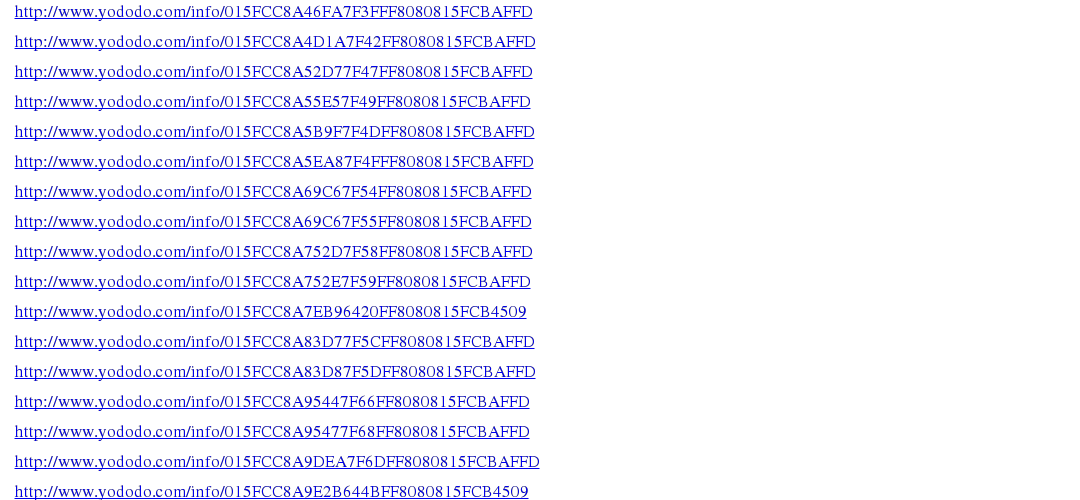 http://www.yododo.com/info/015FCC8A46FA7F3FFF8080815FCBAFFD
http://www.yododo.com/info/015FCC8A4D1A7F42FF8080815FCBAFFD
http://www.yododo.com/info/015FCC8A52D77F47FF8080815FCBAFFD
http://www.yododo.com/info/015FCC8A55E57F49FF8080815FCBAFFD
http://www.yododo.com/info/015FCC8A5B9F7F4DFF8080815FCBAFFD
http://www.yododo.com/info/015FCC8A5EA87F4FFF8080815FCBAFFD
http://www.yododo.com/info/015FCC8A69C67F54FF8080815FCBAFFD
http://www.yododo.com/info/015FCC8A69C67F55FF8080815FCBAFFD
http://www.yododo.com/info/015FCC8A752D7F58FF8080815FCBAFFD
http://www.yododo.com/info/015FCC8A752E7F59FF8080815FCBAFFD
http://www.yododo.com/info/015FCC8A7EB96420FF8080815FCB4509
http://www.yododo.com/info/015FCC8A83D77F5CFF8080815FCBAFFD
http://www.yododo.com/info/015FCC8A83D87F5DFF8080815FCBAFFD
http://www.yododo.com/info/015FCC8A95447F66FF8080815FCBAFFD
http://www.yododo.com/info/015FCC8A95477F68FF8080815FCBAFFD
http://www.yododo.com/info/015FCC8A9DEA7F6DFF8080815FCBAFFD
http://www.yododo.com/info/015FCC8A9E2B644BFF8080815FCB4509